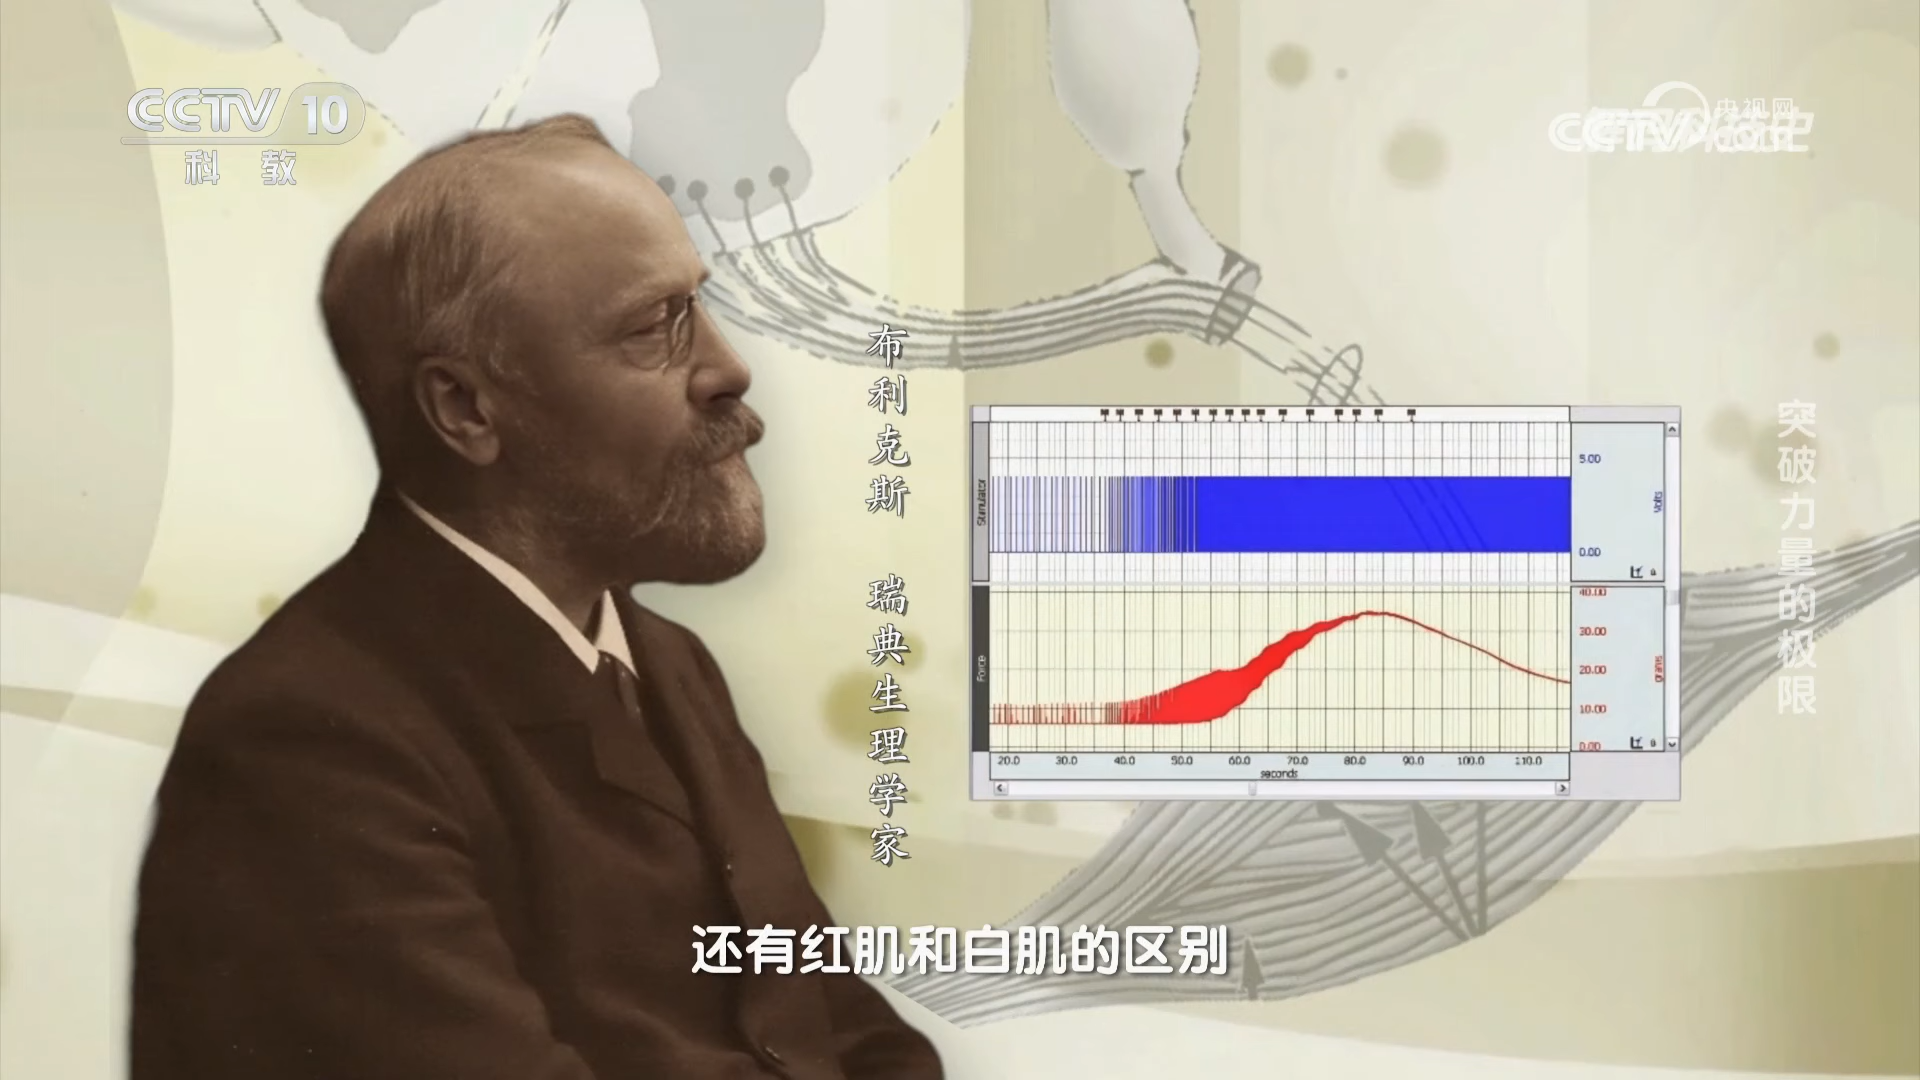 CCTV 10
科教
央视网
布利克斯 瑞典生理学家
突破力量的极限
Stimulator
5.00
0.00
Volts
Force
40.00
30.00
20.00
10.00
0.00
grams
20.0 30.0 40.0 50.0 60.0 70.0 80.0 90.0 100.0 110.0
seconds
还有红肌和白肌的区别